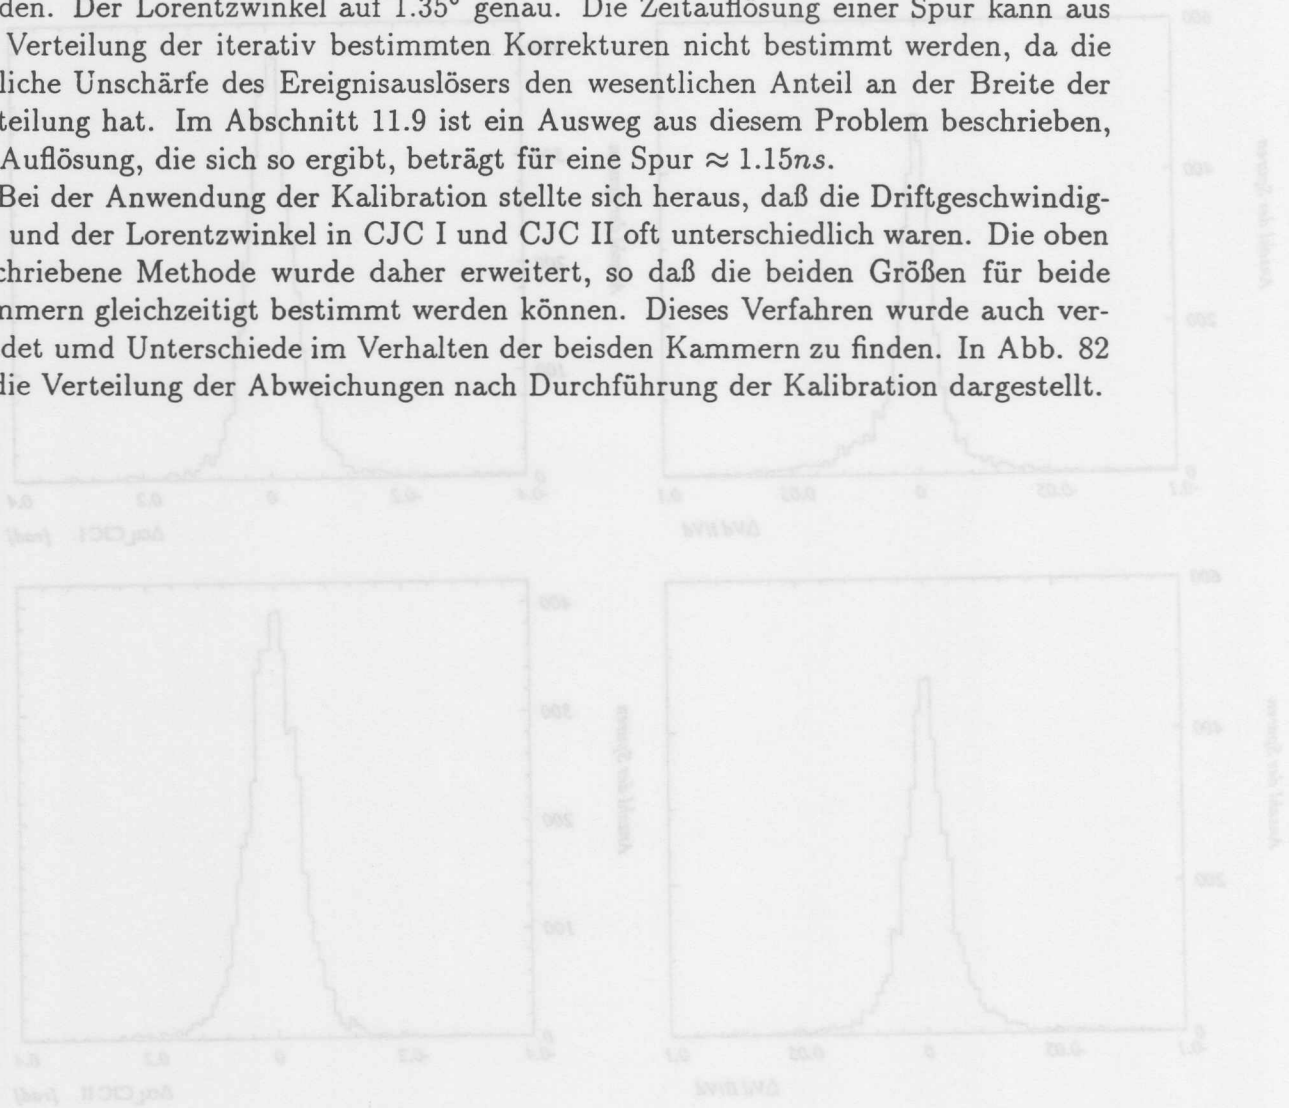 den. Der Lorentzwinkel auf 1.35° genau. Die Zeitauflösung einer Spur kann aus
Verteilung der iterativ bestimmten Korrekturen nicht bestimmt werden, da die
liche Unschärfe des Ereignisauslösers den wesentlichen Anteil an der Breite der
teilung hat. Im Abschnitt 11.9 ist ein Ausweg aus diesem Problem beschrieben,
Auflösung, die sich so ergibt, beträgt für eine Spur ≈ 1.15ns.
Bei der Anwendung der Kalibration stellte sich heraus, daß die Driftgeschwindig-
und der Lorentzwinkel in CJC I und CJC II oft unterschiedlich waren. Die oben
chriebene Methode wurde daher erweitert, so daß die beiden Größen für beide
mmern gleichzeitigt bestimmt werden können. Dieses Verfahren wurde auch ver-
det umd Unterschiede im Verhalten der beisden Kammern zu finden. In Abb. 82
die Verteilung der Abweichungen nach Durchführung der Kalibration dargestellt.